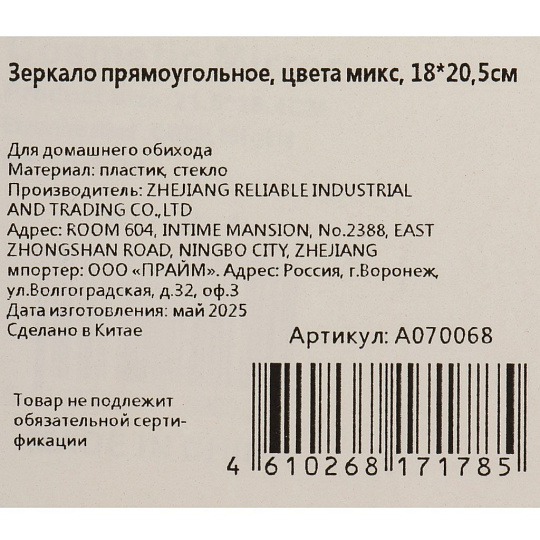 Зеркало прямоугольное, цвета микс, 18*20,5см
Для домашнего обихода
Материал: пластик, стекло
Производитель: ZHEJIANG RELIABLE INDUSTRIAL
AND TRADING CO.,LTD
Адрес: ROOM 604, INTIME MANSION, No.2388, EAST
ZHONGSHAN ROAD, NINGBO CITY, ZHEJIANG
мпортер: ООО «ПРАЙМ». Адрес: Россия, г.Воронеж,
ул.Волгоградская, д.32, оф.3
Дата изготовления: май 2025
Сделано в Китае
Артикул: A070068
Товар не подлежит
обязательной серти-
фикации
4 610268 171785